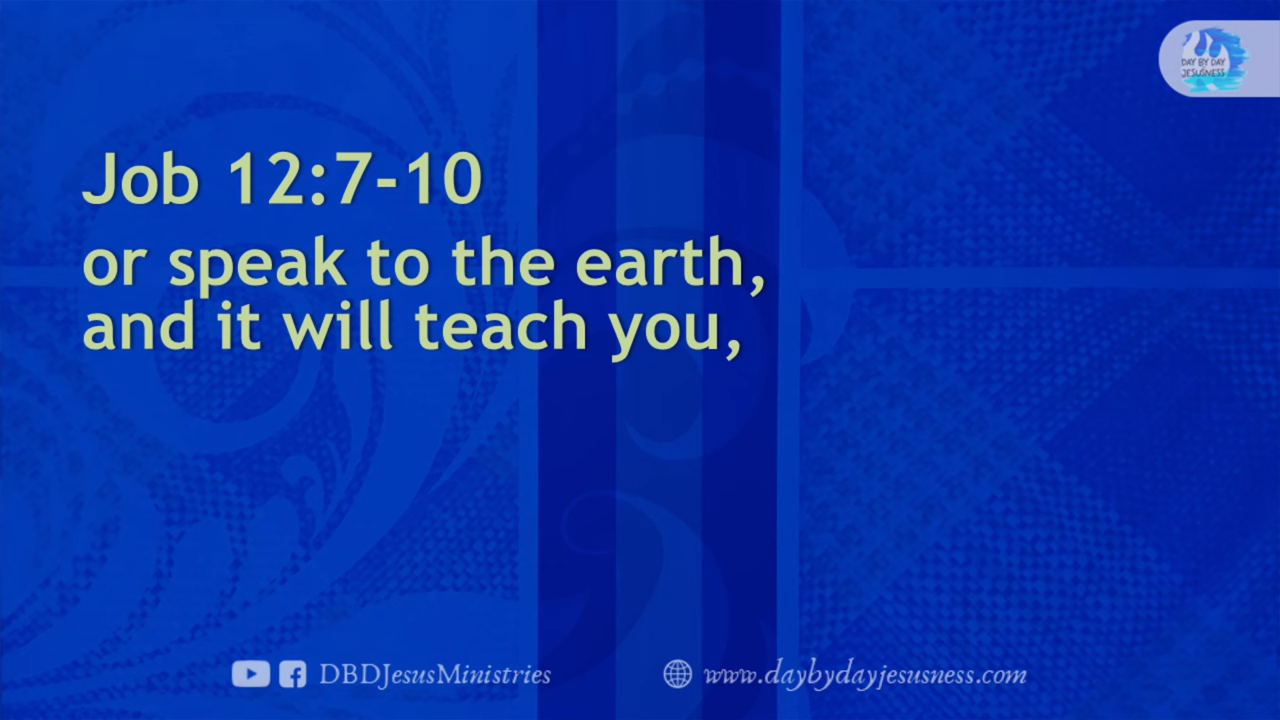 DAY BY DAY
JESUSNESS
Job 12:7-10
or speak to the earth,
and it will teach you,
DBDJesusMinistries
www.daybydayjesusness.com